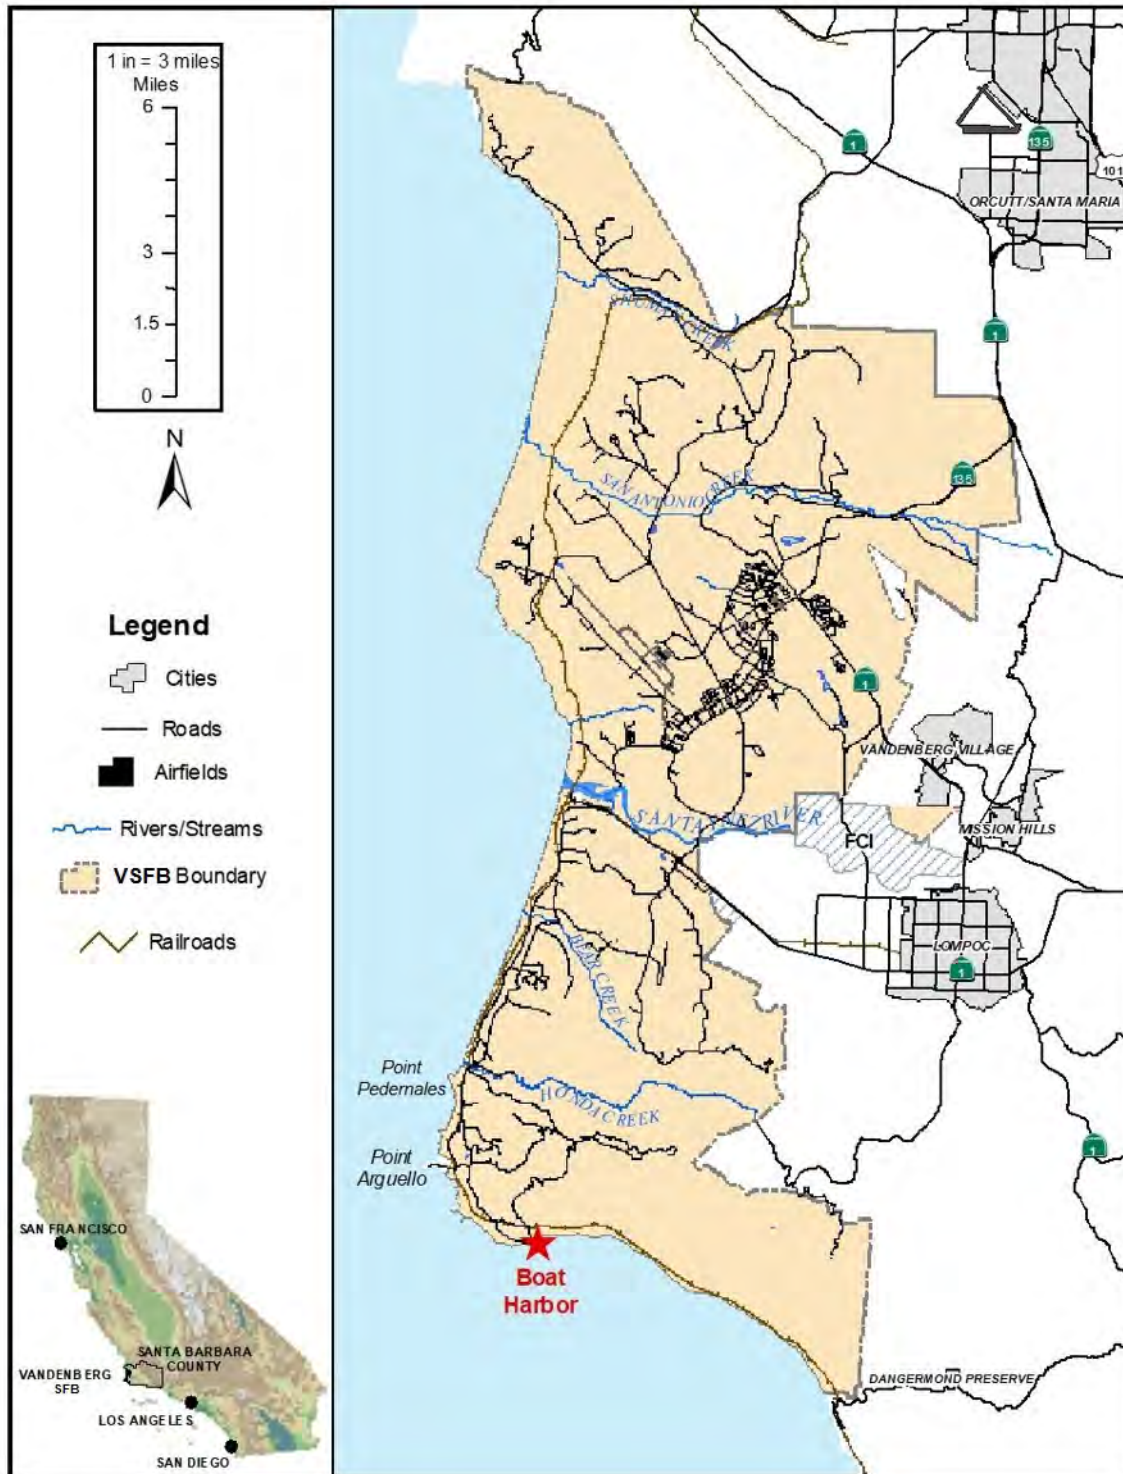 1 in = 3 miles
Miles
6
3
1.5
0
N
Legend
Cities
Roads
Airfields
Rivers/Streams
VSFB Boundary
Railroads
SAN FRANCISCO
SANTA BARBARA
COUNTY
VANDENBERG
SFB
LOS ANGELES
SAN DIEGO
1
135
101
ORCUTT/SANTA MARIA
CREEK
1
SAN ANTONIO CREEK
135
1
VANDENBERG VILLAGE
SANTA YNEZ RIVER
MISSION HILLS
FCI
LOMPOC
1
BEAR CREEK
Point
Pedernales
HONDA CREEK
1
Point
Arguello
Boat
Harbor
DANGERMOND PRESERVE